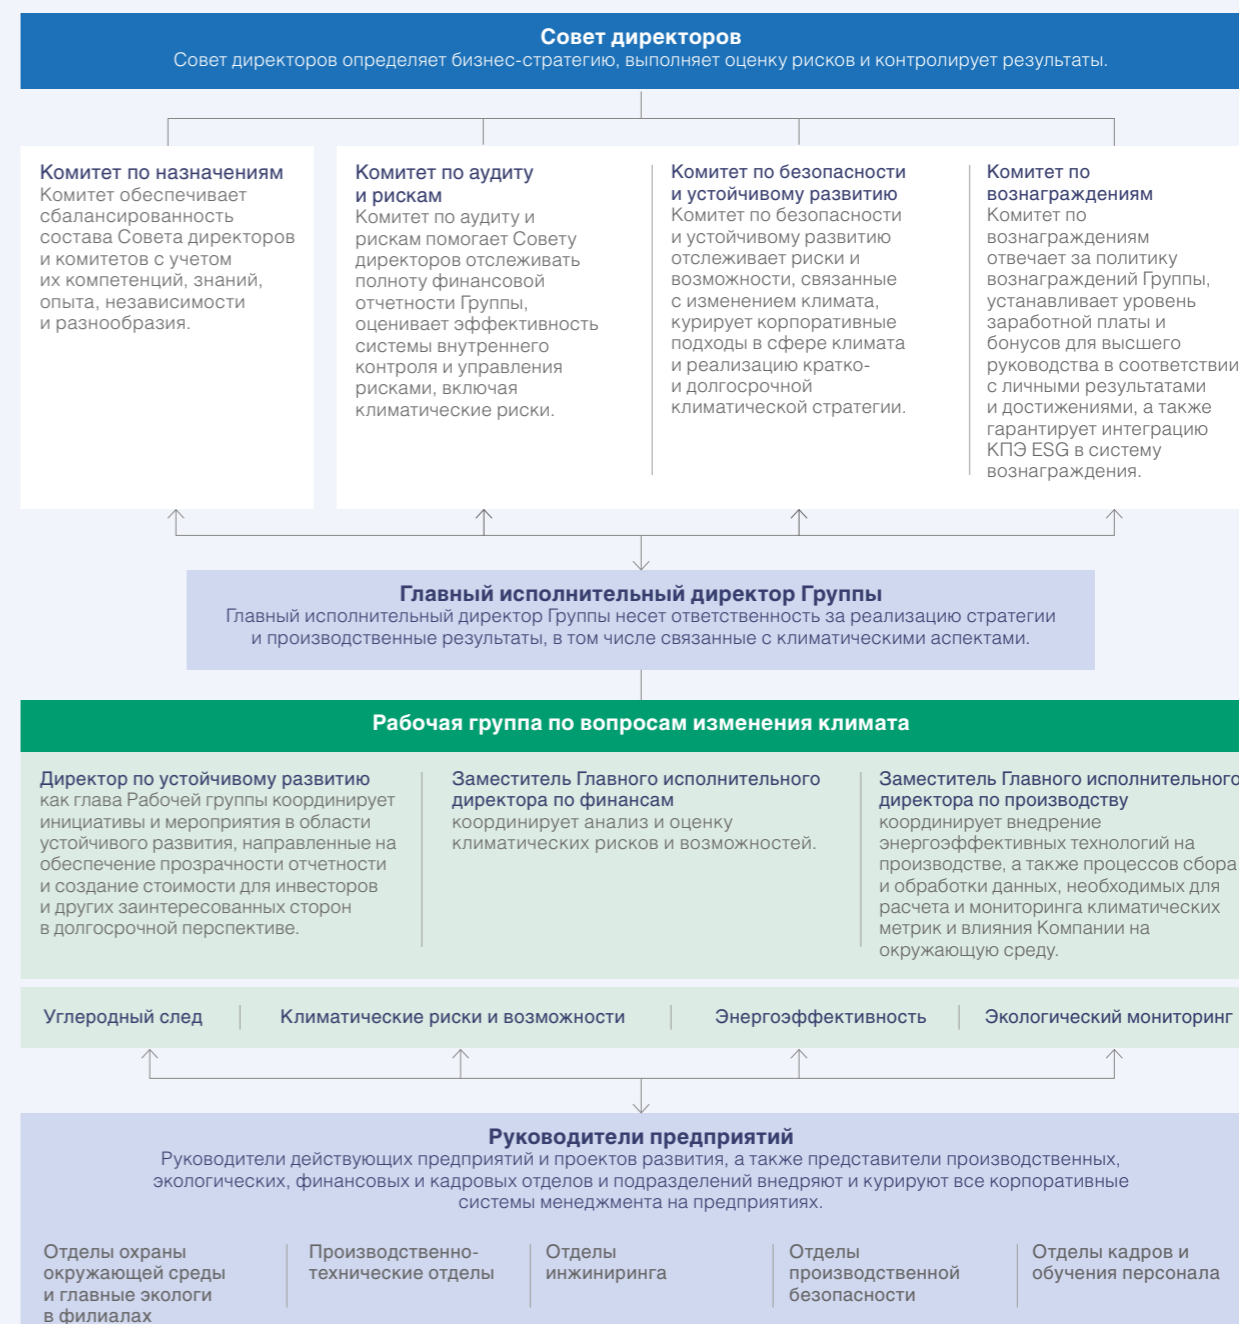 Совет директоров
Совет директоров определяет бизнес-стратегию, выполняет оценку рисков и контролирует результаты.
Комитет по назначениям
Комитет обеспечивает
сбалансированность
состава Совета директоров
и комитетов с учетом
их компетенций, знаний,
опыта, независимости
и разнообразия.
Комитет по аудиту
и рискам
Комитет по аудиту и
рискам помогает Совету
директоров отслеживать
полноту финансовой
отчетности Группы,
оценивает эффективность
системы внутреннего
контроля и управления
рисками, включая
климатические риски.
Комитет по безопасности
и устойчивому развитию
Комитет по безопасности
и устойчивому развитию
отслеживает риски и
возможности, связанные
с изменением климата,
курирует корпоративные
подходы в сфере климата
и реализацию кратко-
и долгосрочной
климатической стратегии.
Комитет по
вознаграждениям
Комитет по
вознаграждениям
отвечает за политику
вознаграждений Группы,
устанавливает уровень
заработной платы и
бонусов для высшего
руководства в соответствии
с личными результатами
и достижениями, а также
гарантирует интеграцию
КПЭ ESG в систему
вознаграждения.
Главный исполнительный директор Группы
Главный исполнительный директор Группы несет ответственность за реализацию стратегии
и производственные результаты, в том числе связанные с климатическими аспектами.
Рабочая группа по вопросам изменения климата
Директор по устойчивому развитию
как глава Рабочей группы координирует
инициативы и мероприятия в области
устойчивого развития, направленные на
обеспечение прозрачности отчетности
и создание стоимости для инвесторов
и других заинтересованных сторон
в долгосрочной перспективе.
Заместитель Главного исполнительного
директора по финансам
координирует анализ и оценку
климатических рисков и возможностей.
Заместитель Главного исполнительного
директора по производству
координирует внедрение
энергоэффективных технологий на
производстве, а также процессов сбора
и обработки данных, необходимых для
расчета и мониторинга климатических
метрик и влияния Компании на
окружающую среду.
Углеродный след
Климатические риски и возможности
Энергоэффективность
Экологический мониторинг
Руководители предприятий
Руководители действующих предприятий и проектов развития, а также представители производственных,
экологических, финансовых и кадровых отделов и подразделений внедряют и курируют все корпоративные
системы менеджмента на предприятиях.
Отделы охраны
окружающей среды
и главные экологи
в филиалах
Производственно-
технические отделы
Отделы
инжиниринга
Отделы
производственной
безопасности
Отделы кадров и
обучения персонала